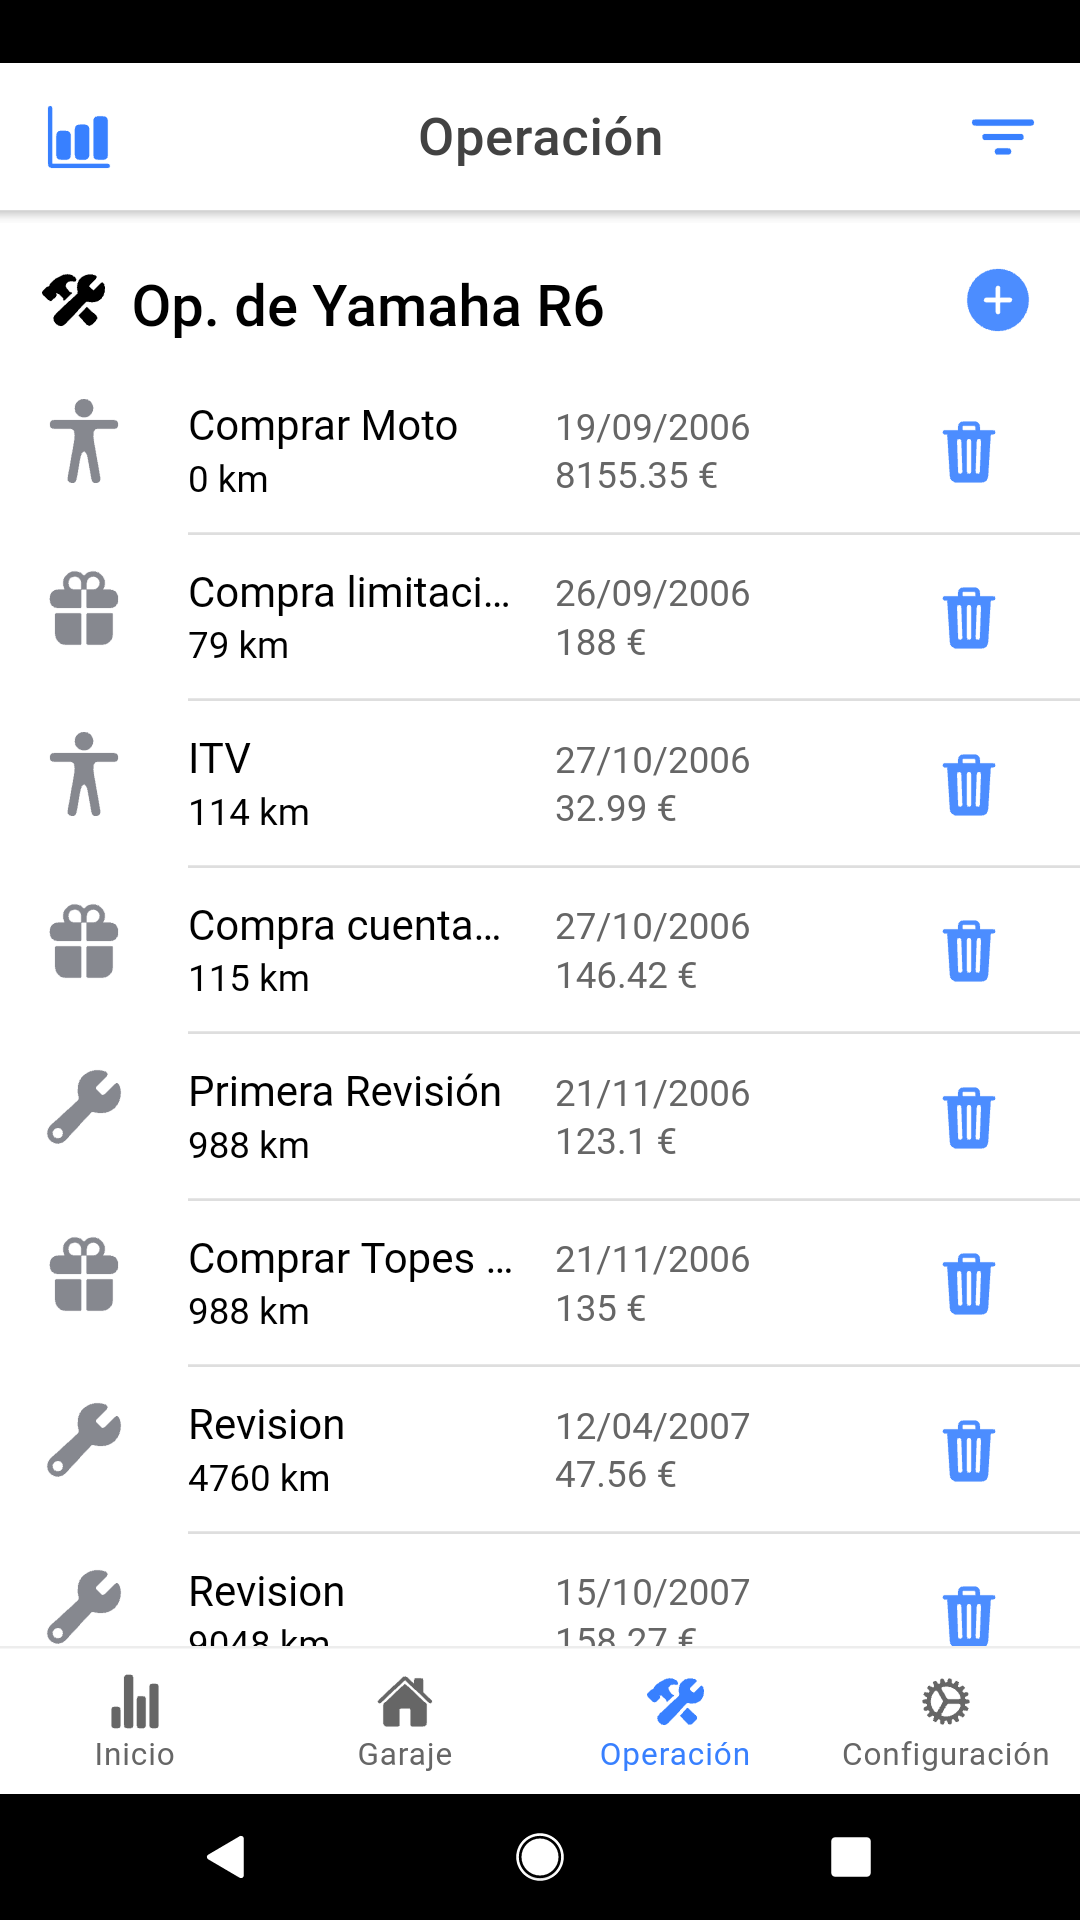 Operación
Op. de Yamaha R6
Comprar Moto
19/09/2006
0 km
8155.35 €
Compra limitaci...
26/09/2006
79 km
188 €
ITV
27/10/2006
114 km
32.99 €
Compra cuenta...
27/10/2006
115 km
146.42 €
Primera Revisión
21/11/2006
988 km
123.1 €
Comprar Topes ...
21/11/2006
988 km
135 €
Revision
12/04/2007
4760 km
47.56 €
Revision
15/10/2007
9048 km
158.27 €
Inicio
Garaje
Operación
Configuración